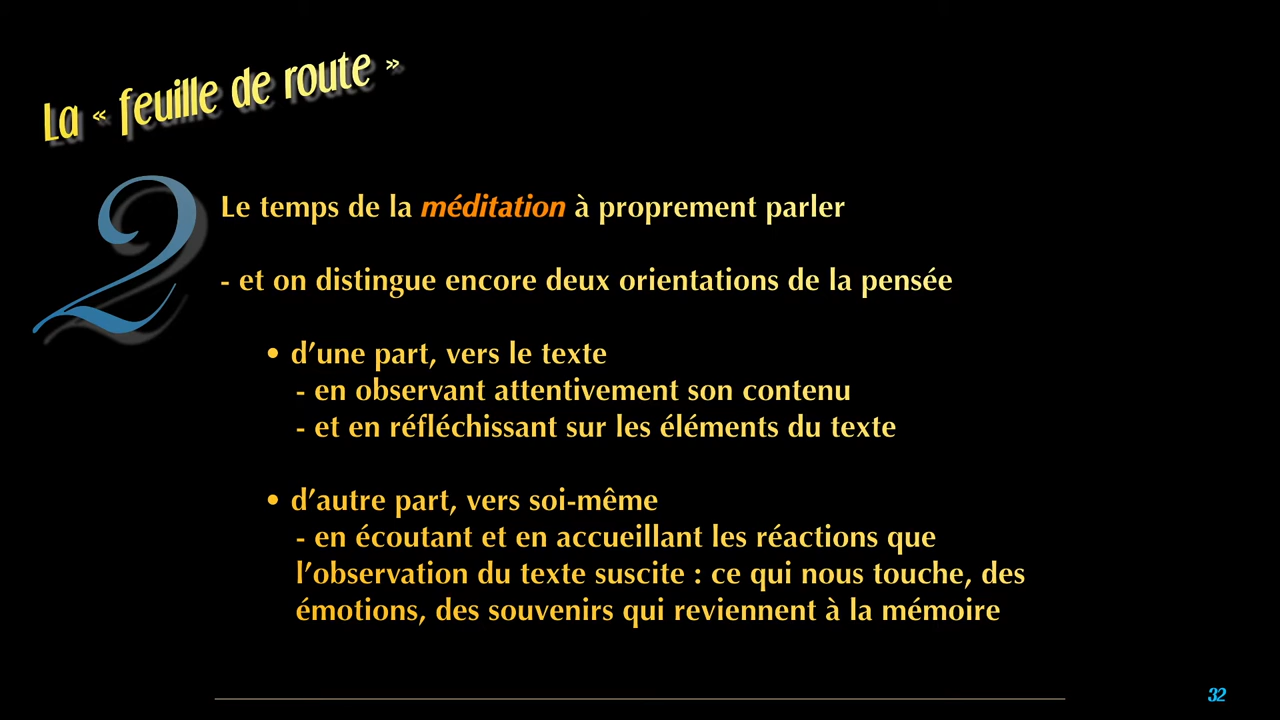 La « feuille de route »
2
Le temps de la méditation à proprement parler
- et on distingue encore deux orientations de la pensée
• d’une part, vers le texte
- en observant attentivement son contenu
- et en réfléchissant sur les éléments du texte
• d’autre part, vers soi-même
- en écoutant et en accueillant les réactions que
l’observation du texte suscite : ce qui nous touche, des
émotions, des souvenirs qui reviennent à la mémoire
32